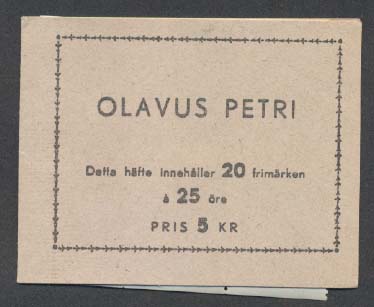 OLAVUS PETRI
Detta häfte innehåller 20 frimärken
à 25 öre
PRIS 5 KR